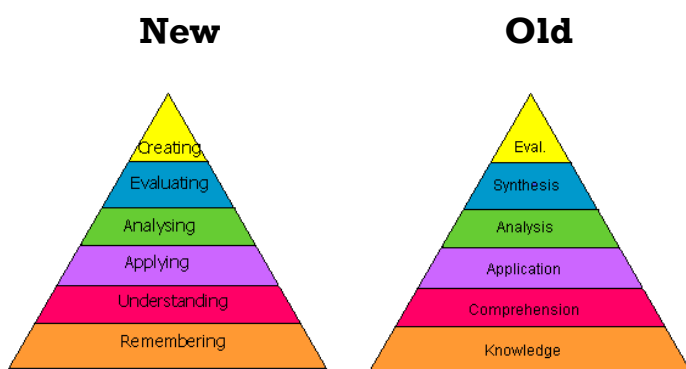 New
Creating
Evaluating
Analysing
Applying
Understanding
Remembering
Old
Eval.
Synthesis
Analysis
Application
Comprehension
Knowledge